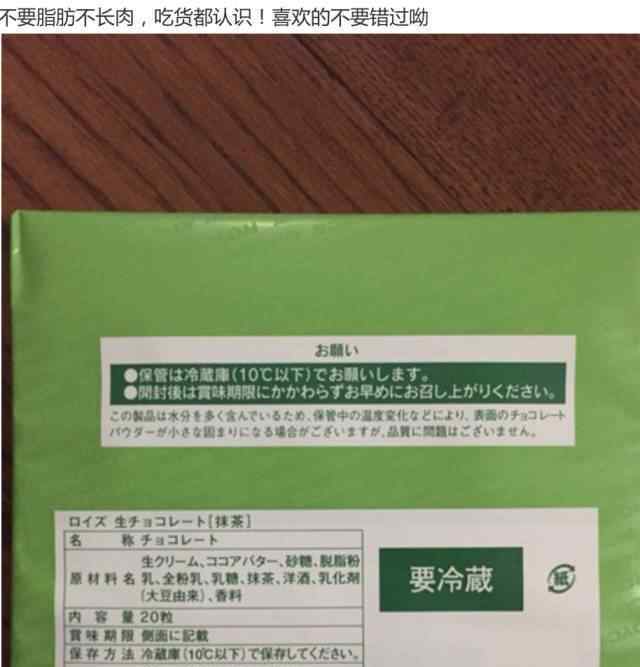 不要脂肪不长肉，吃货都认识！喜欢的不要错过呦
お願い
●保管は冷蔵庫（10℃以下）でお願いします。
●開封後は賞味期限にかかわらずお早めにお召し上がりください。
この製品は水分を多く含んでいるため、保管中の温度変化などにより、表面のチョコレート
パウダーが小さな固まりになる場合がございますが、品質に問題はございません。
ロイズ 生チョコレート［抹茶］
名称 チョコレート
原材料名 生クリーム、ココアバター、砂糖、脱脂粉
乳、全粉乳、乳糖、抹茶、洋酒、乳化剤
（大豆由来）、香料
要冷蔵
紙
内容量 20粒
賞味期限 側面に記載
保存方法 冷蔵庫（10℃以下）で保存してください。